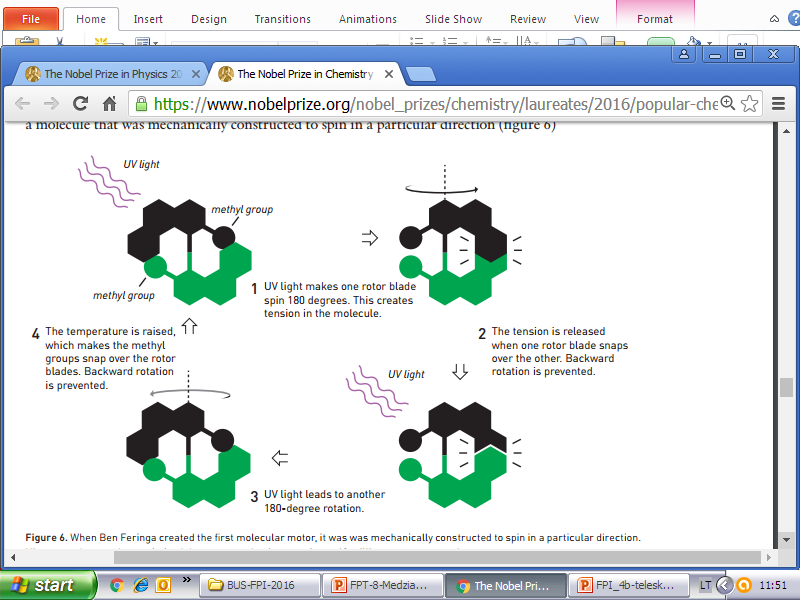 File Home Insert Design Transitions Animations Slide Show Review View Format
The Nobel Prize in Physics 20 The Nobel Prize in Chemistry
https://www.nobelprize.org/nobel_prizes/chemistry/laureates/2016/popular-che
a molecule that was mechanically constructed to spin in a particular direction (figure 6)
UV light
methyl group
methyl group
1 UV light makes one rotor blade
spin 180 degrees. This creates
tension in the molecule.
2 The tension is released
when one rotor blade snaps
over the other. Backward
rotation is prevented.
UV light
3 UV light leads to another
180-degree rotation.
4 The temperature is raised,
which makes the methyl
groups snap over the rotor
blades. Backward rotation
is prevented.
Figure 6. When Ben Feringa created the first molecular motor, it was was mechanically constructed to spin in a particular direction.
start BUS-FPI-2016 FPT-8-Medzia... The Nobel Pri... FPI_4b-telesk... LT 11:51